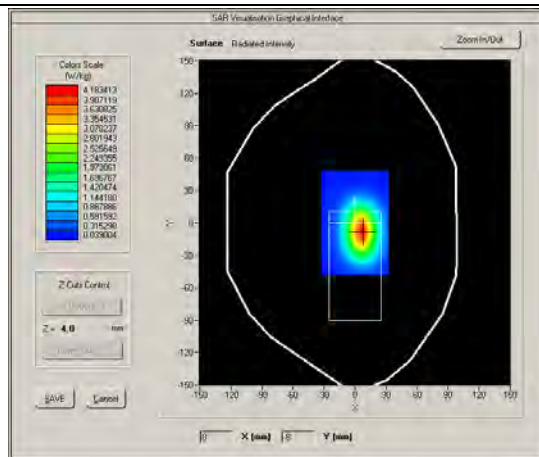 SAR Visualisation Graphical Interface
Surface Radiated Intensity
Zoom In/Out
Colors Scale
(W/kg)
4.183413
3.907119
3.630825
3.354531
3.078237
2.801943
2.525649
2.249355
1.973061
1.696767
1.420474
1.144180
0.867886
0.591592
0.315298
0.039004
Z Cuts Control
Z = 4.0 mm
SAVE
Cancel
150
120
90
60
30
0
-30
-60
-90
-120
-150
Y
-150 -120 -90 -60 -30 0 30 60 90 120 150
X
X (mm)
-8 Y (mm)